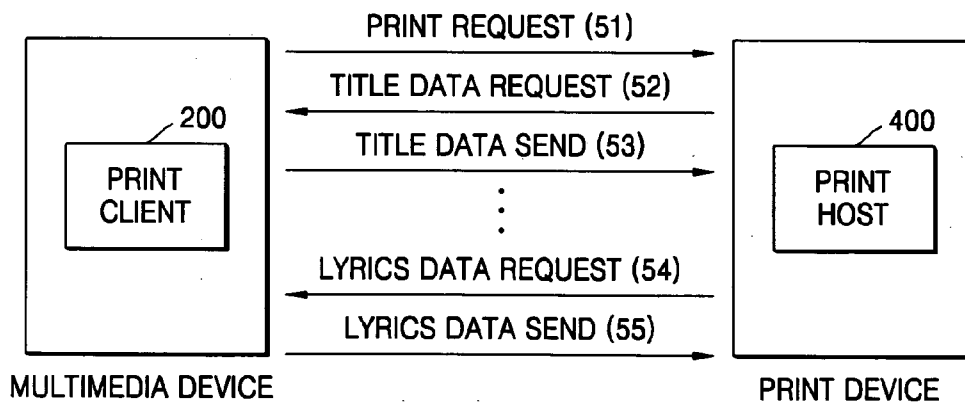 PRINT REQUEST (51)
TITLE DATA REQUEST (52)
200
400
TITLE DATA SEND (53)
PRINT
CLIENT
PRINT
HOST
LYRICS DATA REQUEST (54)
LYRICS DATA SEND (55)
MULTIMEDIA DEVICE
PRINT DEVICE